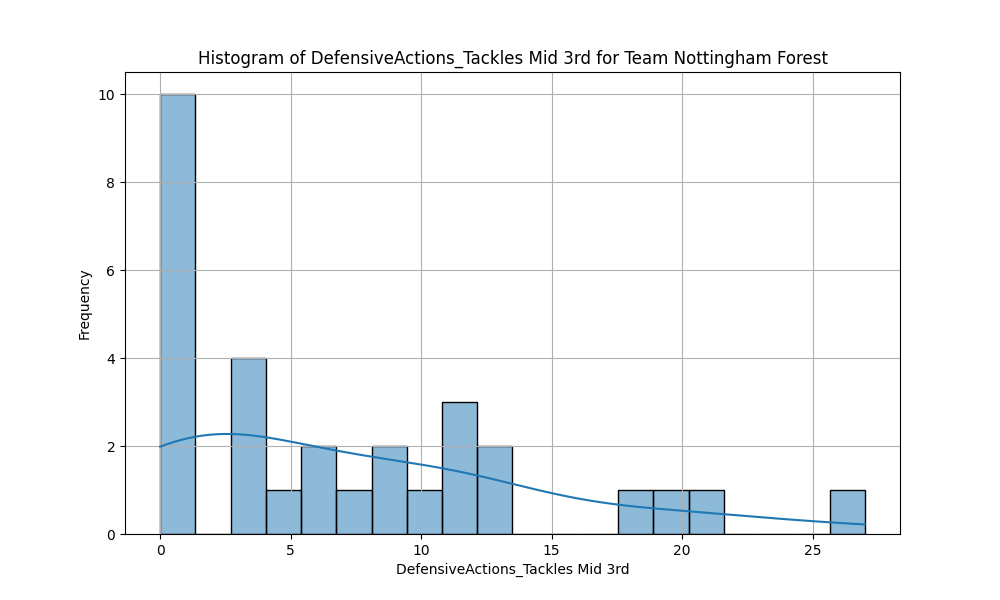 Histogram of DefensiveActions_Tackles Mid 3rd for Team Nottingham Forest
10
8
6
4
2
0
Frequency
0 5 10 15 20 25
DefensiveActions_Tackles Mid 3rd